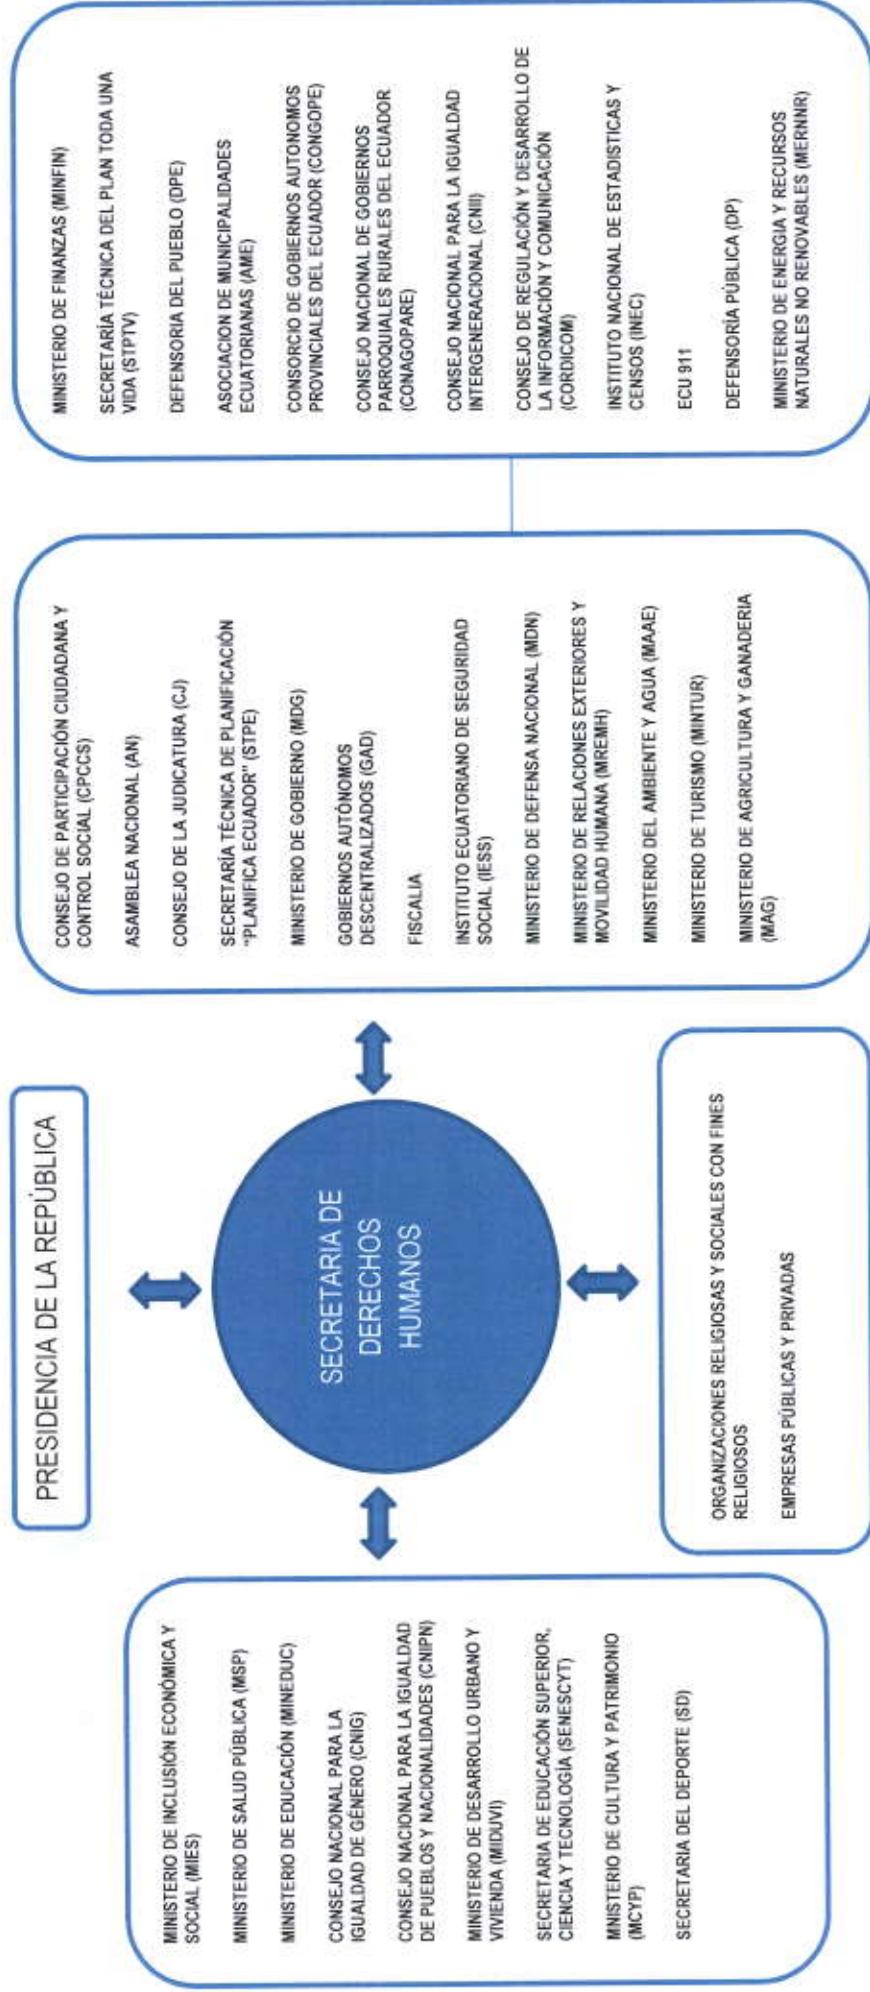 PRESIDENCIA DE LA REPÚBLICA
MINISTERIO DE INCLUSIÓN ECONÓMICA Y
SOCIAL (MIES)
MINISTERIO DE SALUD PÚBLICA (MSP)
MINISTERIO DE EDUCACIÓN (MINEDUC)
CONSEJO NACIONAL PARA LA
IGUALDAD DE GÉNERO (CNIG)
CONSEJO NACIONAL PARA LA IGUALDAD
DE PUEBLOS Y NACIONALIDADES (CNIPN)
MINISTERIO DE DESARROLLO URBANO Y
VIVIENDA (MIDUVI)
SECRETARIA DE EDUCACIÓN SUPERIOR,
CIENCIA Y TECNOLOGÍA (SENESCYT)
MNISTERIO DE CULTURA Y PATRIMONIO
(MCYP)
SECRETARIA DEL DEPORTE (SD)
SECRETARIA DE
DERECHOS
HUMANOS
ORGANIZACIONES RELIGIOSAS Y SOCIALES CON FINES
RELIGIOSOS
EMPRESAS PÚBLICAS Y PRIVADAS
CONSEJO DE PARTICIPACIÓN CIUDADANA Y
CONTROL SOCIAL (CPCCS)
ASAMBLEA NACIONAL (AN)
CONSEJO DE LA JUDICATURA (CJ)
SECRETARÍA TÉCNICA DE PLANIFICACIÓN
"PLANIFICA ECUADOR" (STPE)
MINISTERIO DE GOBIERNO (MDG)
GOBIERNOS AUTÓNOMOS
DESCENTRALIZADOS (GAD)
FISCALIA
INSTITUTO ECUATORIANO DE SEGURIDAD
SOCIAL (IESS)
MINISTERIO DE DEFENSA NACIONAL (MDN)
MINISTERIO DE RELACIONES EXTERIORES Y
MOVILIDAD HUMANA (MREMH)
MINISTERIO DEL AMBIENTE Y AGUA (MAAE)
MINISTERIO DE TURISMO (MINTUR)
MINISTERIO DE AGRICULTURA Y GANADERIA
(MAG)
MINISTERIO DE FINANZAS (MINFIN)
SECRETARÍA TÉCNICA DEL PLAN TODA UNA
VIDA (STPTV)
DEFENSORIA DEL PUEBLO (DPE)
ASOCIACION DE MUNICIPALIDADES
ECUATORIANAS (AME)
CONSORCIO DE GOBIERNOS AUTONOMOS
PROVINCIALES DEL ECUADOR (CONGOPE)
CONSEJO NACIONAL DE GOBIERNOS
PARROQUIALES RURALES DEL ECUADOR
(CONAGOPARE)
CONSEJO NACIONAL PARA LA IGUALDAD
INTERGENERACIONAL (CNII)
CONSEJO DE REGULACIÓN Y DESARROLLO DE
LA INFORMACIÓN Y COMUNICACIÓN
(CORDICOM)
INSTITUTO NACIONAL DE ESTADISTICAS Y
CENSOS (INEC)
ECU 911
DEFENSORÍA PÚBLICA (DP)
MINISTERIO DE ENERGIA Y RECURSOS
NATURALES NO RENOVABLES (MERNNR)